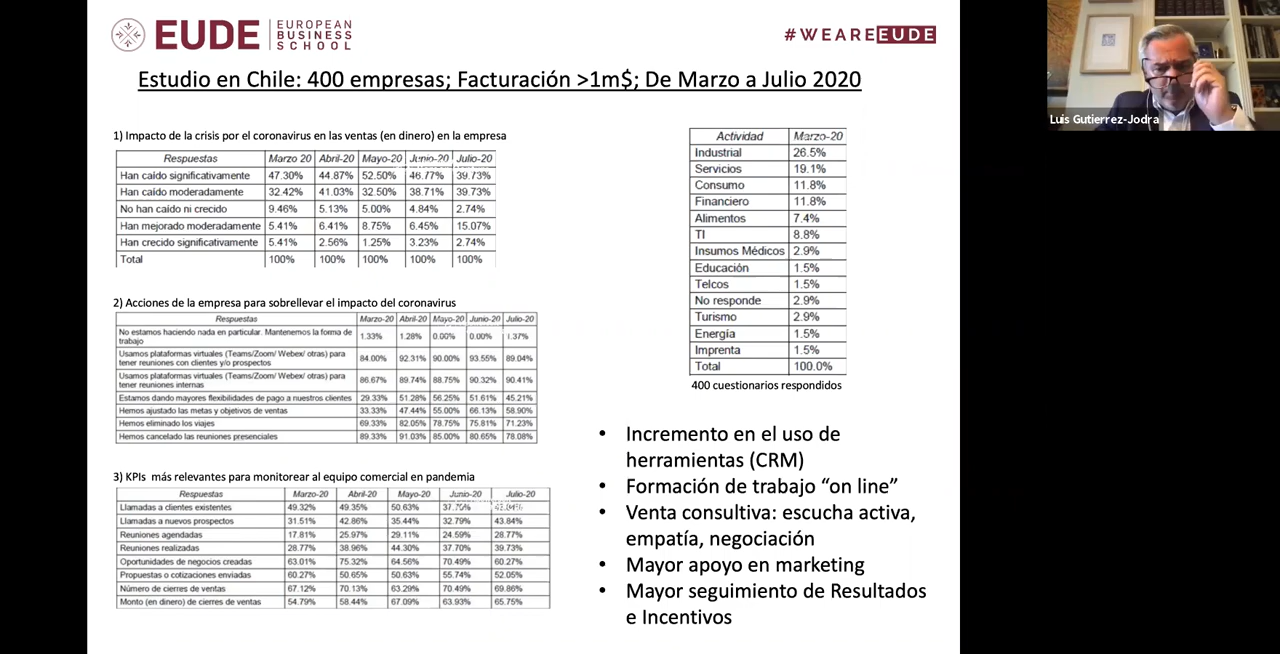 EUDE
EUROPEAN
BUSINESS
SCHOOL
#WEAREEUDE
Luis Gutierrez-Jodra
Estudio en Chile: 400 empresas; Facturación >1m$; De Marzo a Julio 2020
1) Impacto de la crisis por el coronavirus en las ventas (en dinero) en la empresa
Respuestas Marzo 20 Abril-20 Mayo-20 Junio-20 Julio-20
Han caído significativamente 47.30% 44.87% 52.50% 46.77% 39.73%
Han caído moderadamente 32.42% 41.03% 32.50% 38.71% 39.73%
No han caído ni crecido 9.46% 5.13% 5.00% 4.84% 2.74%
Han mejorado moderadamente 5.41% 6.41% 8.75% 6.45% 15.07%
Han crecido significativamente 5.41% 2.56% 1.25% 3.23% 2.74%
Total 100% 100% 100% 100% 100%
2) Acciones de la empresa para sobrellevar el impacto del coronavirus
Respuestas Marzo-20 Abril-20 Mayo-20 Junio-20 Julio-20
No estamos haciendo nada en particular. Mantenemos la forma de
trabajo 1.33% 1.28% 0.00% 0.00% 1.37%
Usamos plataformas virtuales (Teams/Zoom/ Webex/ otras) para
tener reuniones con clientes y/o prospectos 84.00% 92.31% 90.00% 93.55% 89.04%
Usamos plataformas virtuales (Teams/Zoom/ Webex/ otras) para
tener reuniones internas 86.67% 89.74% 88.75% 90.32% 90.41%
Estamos dando mayores flexibilidades de pago a nuestros clientes 29.33% 51.28% 56.25% 51.61% 45.21%
Hemos ajustado las metas y objetivos de ventas 33.33% 47.44% 55.00% 66.13% 58.90%
Hemos eliminado los viajes 69.33% 82.05% 78.75% 75.81% 71.23%
Hemos cancelado las reuniones presenciales 89.33% 91.03% 85.00% 80.65% 78.08%
3) KPIs más relevantes para monitorear al equipo comercial en pandemia
Respuestas Marzo-20 Abril-20 Mayo-20 Junio-20 Julio-20
Llamadas a clientes existentes 49.32% 49.35% 50.63%
Llamadas a nuevos prospectos 31.51% 42.86% 35.44% 32.79% 43.84%
Reuniones agendadas 17.81% 25.97% 29.11% 24.59% 28.77%
Reuniones realizadas 28.77% 38.96% 44.30% 37.70% 39.73%
Oportunidades de negocios creadas 63.01% 75.32% 64.56% 70.49% 60.27%
Propuestas o cotizaciones enviadas 60.27% 50.65% 50.63% 55.74% 52.05%
Número de cierres de ventas 67.12% 70.13% 63.29% 70.49% 69.86%
Monto (en dinero) de cierres de ventas 54.79% 58.44% 67.09% 63.93% 65.75%
Actividad Marzo-20
Industrial 26.5%
Servicios 19.1%
Consumo 11.8%
Financiero 11.8%
Alimentos 7.4%
TI 8.8%
Insumos Médicos 2.9%
Educación 1.5%
Telcos 1.5%
No responde 2.9%
Turismo 2.9%
Energía 1.5%
Imprenta 1.5%
Total 100.0%
400 cuestionarios respondidos
• Incremento en el uso de
herramientas (CRM)
• Formación de trabajo “on line”
• Venta consultiva: escucha activa,
empatía, negociación
• Mayor apoyo en marketing
• Mayor seguimiento de Resultados
e Incentivos